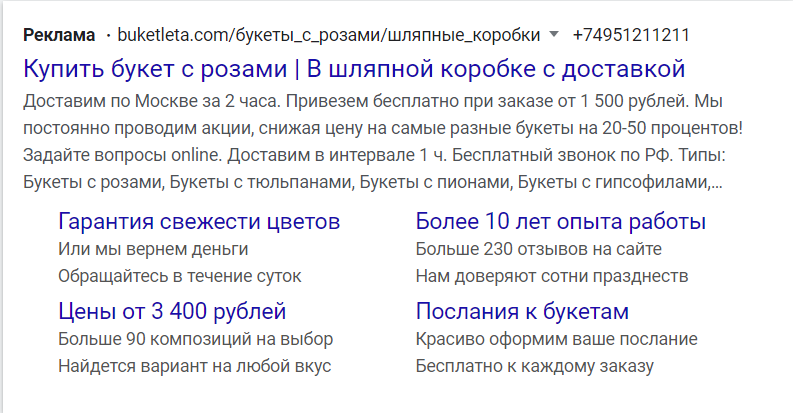 Реклама · buketleta.com/букеты_с_розами/шляпные_коробки +74951211211
Купить букет с розами | В шляпной коробке с доставкой
Доставим по Москве за 2 часа. Привезем бесплатно при заказе от 1 500 рублей. Мы
постоянно проводим акции, снижая цену на самые разные букеты на 20-50 процентов!
Задайте вопросы online. Доставим в интервале 1 ч. Бесплатный звонок по РФ. Типы:
Букеты с розами, Букеты с тюльпанами, Букеты с пионами, Букеты с гипсофилами,...
Гарантия свежести цветов
Или мы вернем деньги
Обращайтесь в течение суток
Более 10 лет опыта работы
Больше 230 отзывов на сайте
Нам доверяют сотни празднеств
Цены от 3 400 рублей
Больше 90 композиций на выбор
Найдется вариант на любой вкус
Послания к букетам
Красиво оформим ваше послание
Бесплатно к каждому заказу